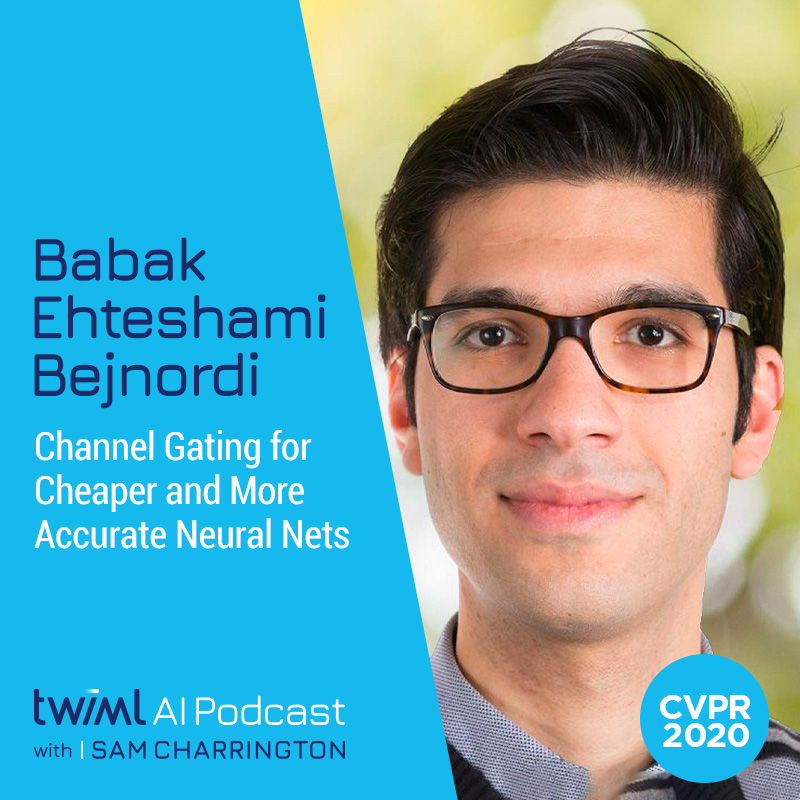 Babak
Ehteshami
Bejnordi
Channel Gating for
Cheaper and More
Accurate Neural Nets
twiml AI Podcast
with | SAM CHARRINGTON
CVPR
2020